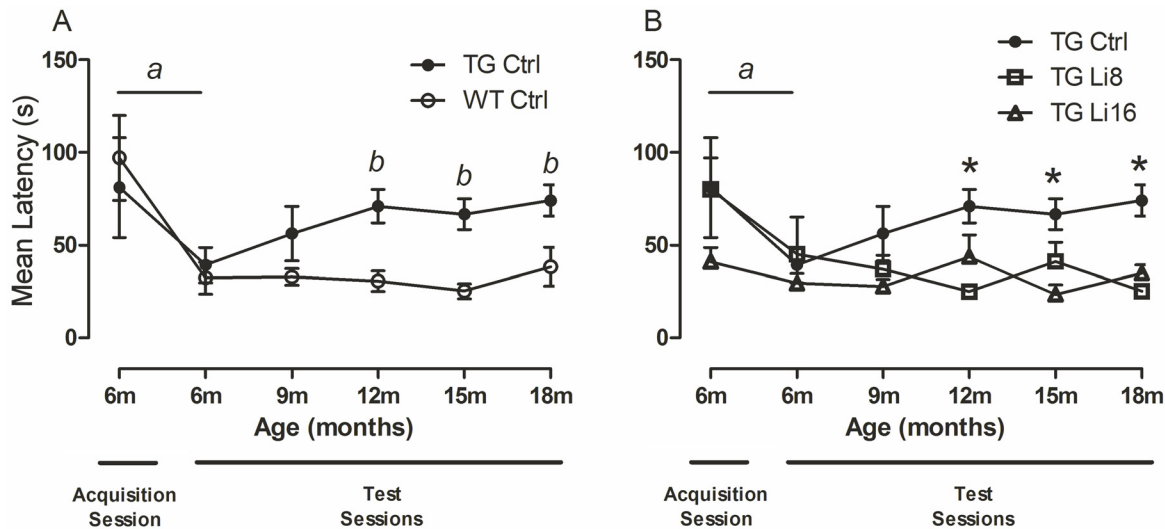 A
150
100
50
0
Mean Latency (s)
a
TG Ctrl
WT Ctrl
b
b
b
6m 6m 9m 12m 15m 18m
Age (months)
Acquisition
Session
Test
Sessions
B
150
100
50
0
a
TG Ctrl
TG Li8
TG Li16
*
*
*
6m 6m 9m 12m 15m 18m
Age (months)
Acquisition
Session
Test
Sessions